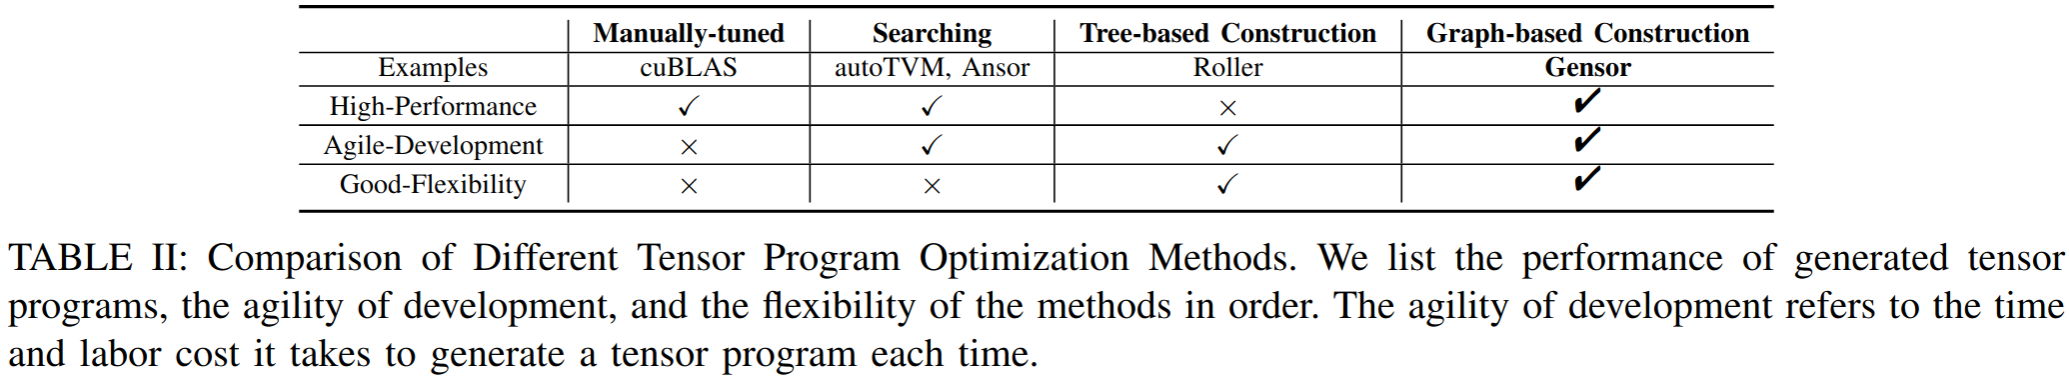 Manually-tuned Searching Tree-based Construction Graph-based Construction
Examples cuBLAS autoTVM, Ansor Roller Gensor
High-Performance ✓ ✓ × ✔
Agile-Development × ✓ ✓ ✔
Good-Flexibility × × ✓ ✔
TABLE II: Comparison of Different Tensor Program Optimization Methods. We list the performance of generated tensor
programs, the agility of development, and the flexibility of the methods in order. The agility of development refers to the time
and labor cost it takes to generate a tensor program each time.